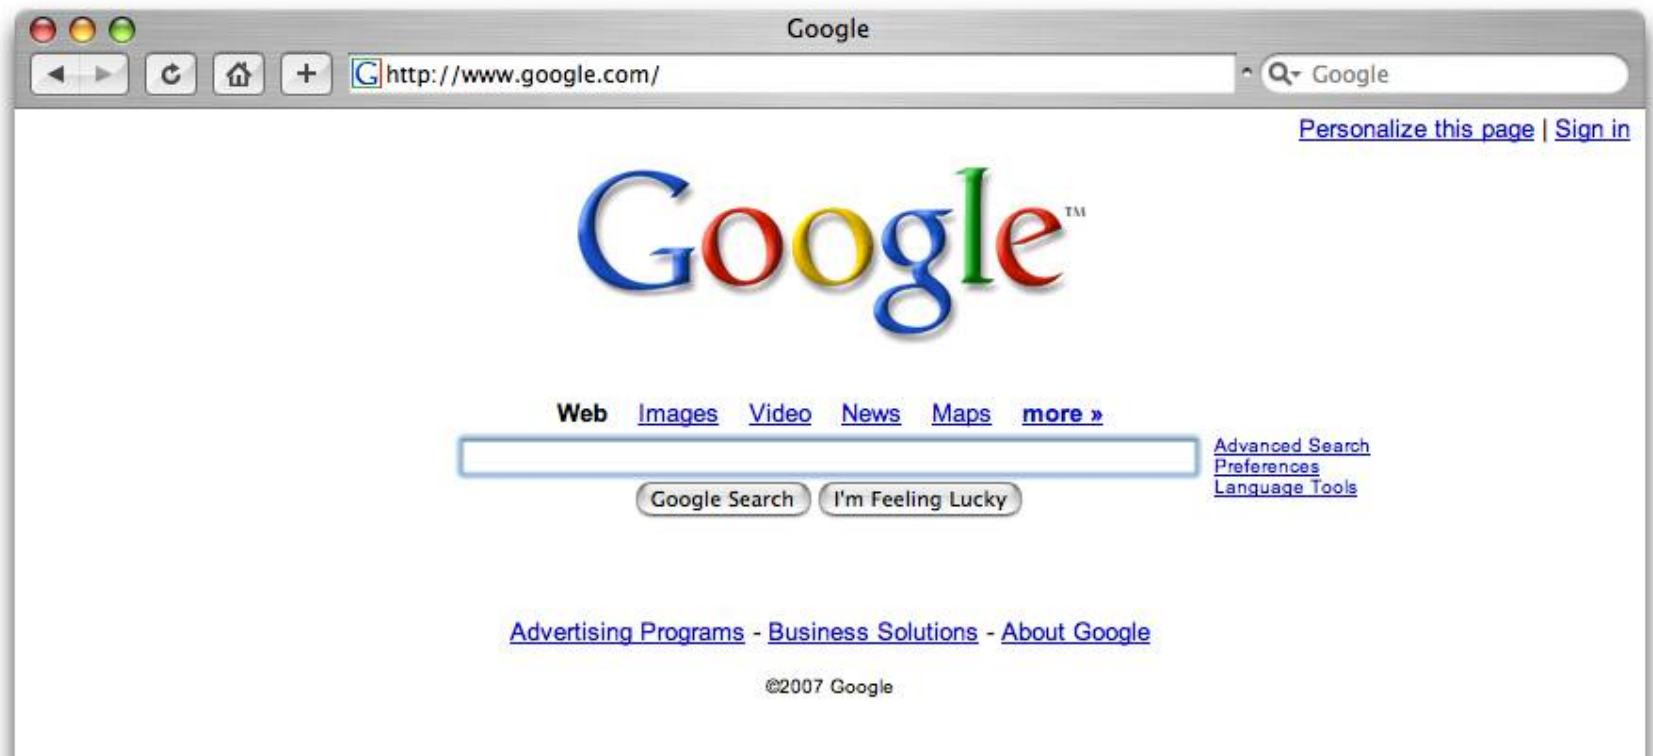 Google
http://www.google.com/ Google
Personalize this page | Sign in
Google™
Web Images Video News Maps more »
Advanced Search
Preferences
Language Tools
Google Search I'm Feeling Lucky
Advertising Programs - Business Solutions - About Google
©2007 Google